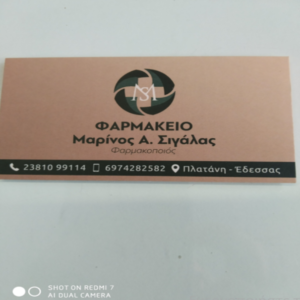 ΦΑΡΜΑΚΕΙΟ
Μαρίνος Α. Σιγάλας
Φαρμακοποιός
23810 99114 6974282582 Πλατάνη - Έδεσσας
SHOT ON REDMI 7
AI DUAL CAMERA